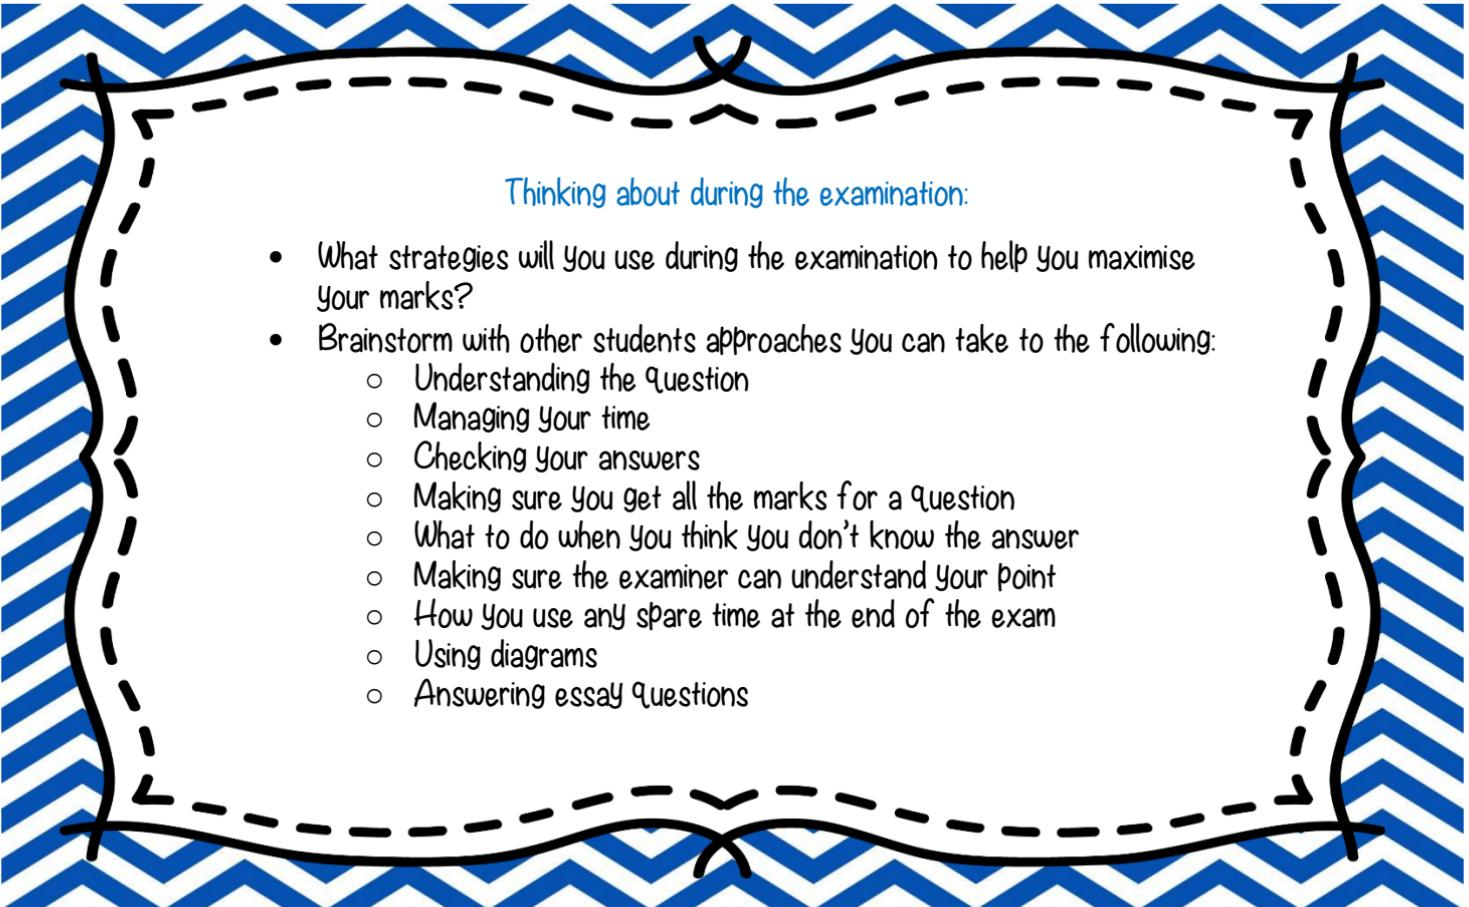 Thinking about during the examination:
• What strategies will you use during the examination to help you maximise
your marks?
• Brainstorm with other students approaches you can take to the following:
o Understanding the question
o Managing your time
o Checking your answers
o Making sure you get all the marks for a question
o What to do when you think you don't know the answer
o Making sure the examiner can understand your point
o How you use any spare time at the end of the exam
o Using diagrams
o Answering essay questions